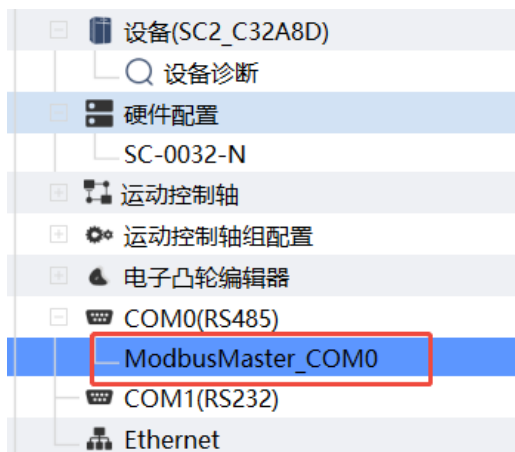 设备(SC2_C32A8D)
设备诊断
硬件配置
SC-0032-N
运动控制轴
运动控制轴组配置
电子凸轮编辑器
COM0(RS485)
ModbusMaster_COM0
COM1(RS232)
Ethernet